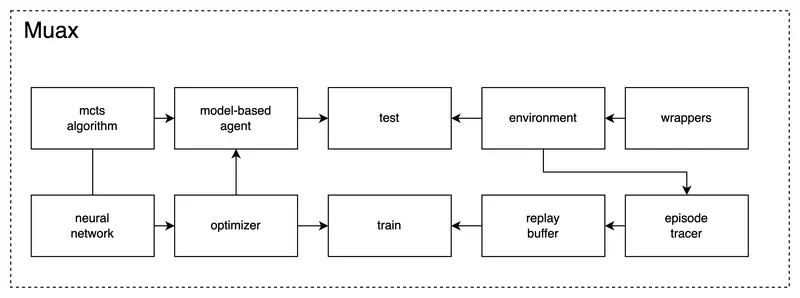 Muax
mcts
algorithm
model-based
agent
test
environment
wrappers
neural
network
optimizer
train
replay
buffer
episode
tracer